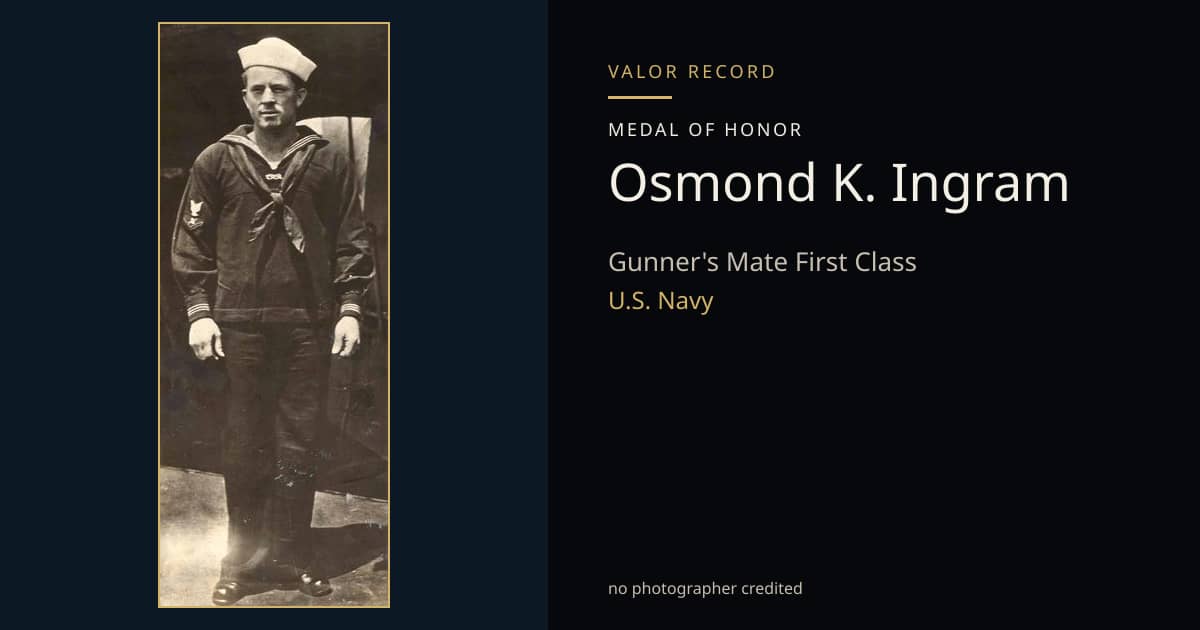 VALOR RECORD
MEDAL OF HONOR
Osmond K. Ingram
Gunner's Mate First Class
U.S. Navy
no photographer credited